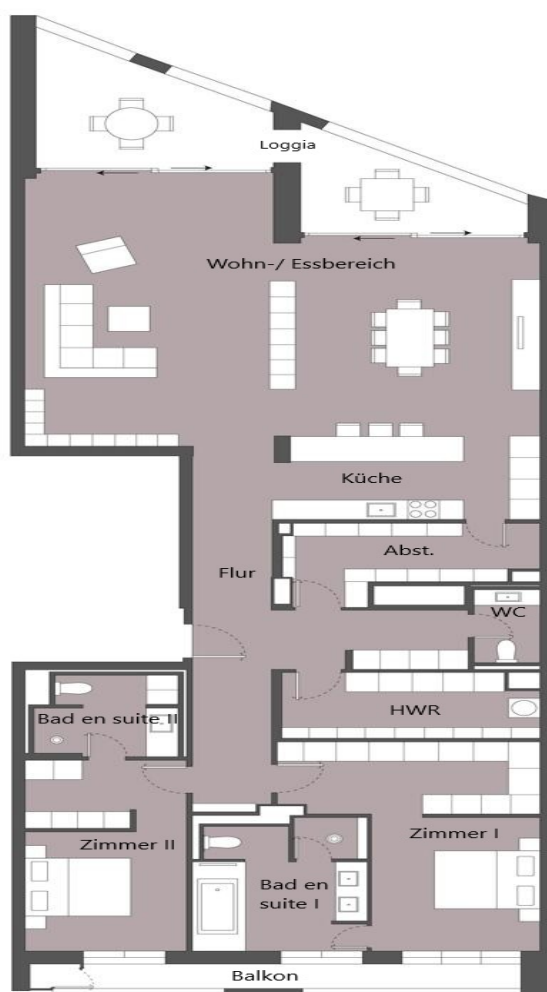 Loggia
Wohn-/ Essbereich
Küche
Abst.
Flur
WC
HWR
Bad en suite II
Zimmer II
Zimmer I
Bad en
suite I
Balkon